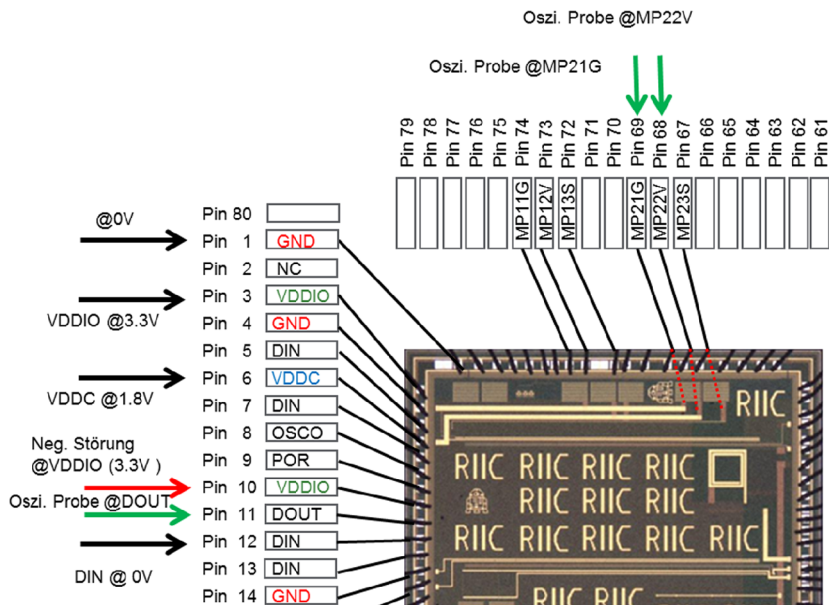 Oszi. Probe @MP22V
Oszi. Probe @MP21G
Pin 79
Pin 78
Pin 77
Pin 76
Pin 75
Pin 74
Pin 73
Pin 72
Pin 71
Pin 70
Pin 69
Pin 68
Pin 67
Pin 66
Pin 65
Pin 64
Pin 63
Pin 62
Pin 61
MP11G
MP12V
MP13S
MP21G
MP22V
MP23S
Pin 80
@0V
Pin 1 GND
Pin 2 NC
Pin 3 VDDIO
VDDIO @3.3V
Pin 4 GND
Pin 5 DIN
Pin 6 VDDC
VDDC @1.8V
Pin 7 DIN
Pin 8 OSCO
Neg. Störung
@VDDIO (3.3V )
Pin 9 POR
Pin 10 VDDIO
Oszi. Probe @DOUT
Pin 11 DOUT
Pin 12 DIN
DIN @ 0V
Pin 13 DIN
Pin 14 GND
RIIC
RIIC RIIC RIIC RIIC
RIIC RIIC RIIC
RIIC RIIC RIIC RIIC RIIC
RIIC RIIC